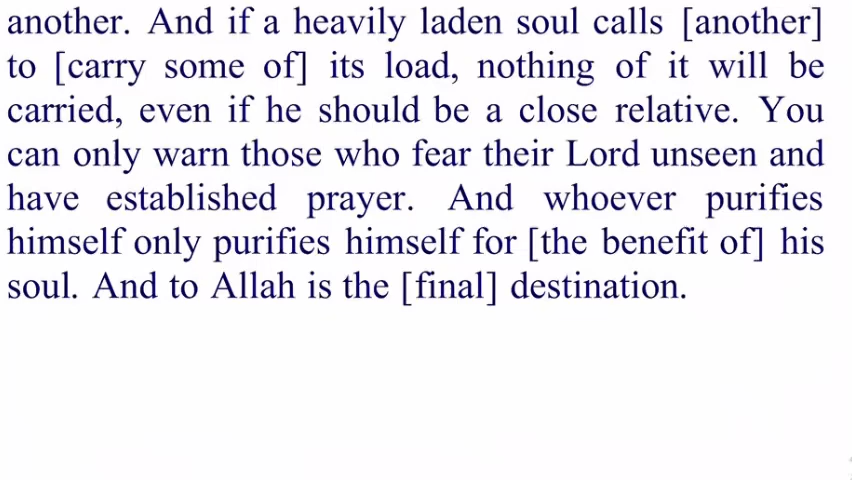 another. And if a heavily laden soul calls [another]
to [carry some of] its load, nothing of it will be
carried, even if he should be a close relative. You
can only warn those who fear their Lord unseen and
have established prayer. And whoever purifies
himself only purifies himself for [the benefit of] his
soul. And to Allah is the [final] destination.